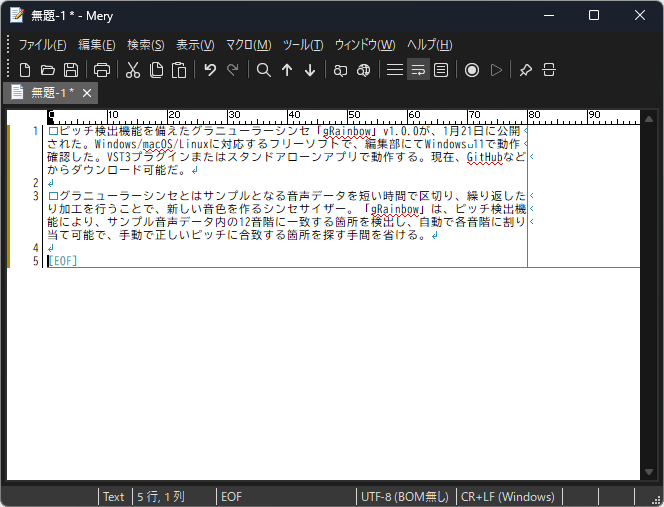 無題-1 * - Mery
ファイル(F) 編集(E) 検索(S) 表示(V) マクロ(M) ツール(T) ウィンドウ(W) ヘルプ(H)
無題-1 *
0 10 20 30 40 50 60 70 80 90
1 □ピッチ検出機能を備えたグラニューラーシンセ「gRainbow」v1.0.0が、1月21日に公開
された。Windows/macOS/Linuxに対応するフリーソフトで、編集部にてWindows 11で動作
確認した。VST3プラグインまたはスタンドアローンアプリで動作する。現在、GitHubなど
からダウンロード可能だ。↲
2 ↲
3 □グラニューラーシンセとはサンプルとなる音声データを短い時間で区切り、繰り返した
り加工を行うことで、新しい音色を作るシンセサイザー。「gRainbow」は、ピッチ検出機
能により、サンプル音声データ内の12音階に一致する箇所を検出し、自動で各音階に割り
当て可能で、手動で正しいピッチに合致する箇所を探す手間を省ける。↲
4 ↲
5 [EOF]
Text 5 行, 1 列 EOF UTF-8 (BOM無し) CR+LF (Windows)